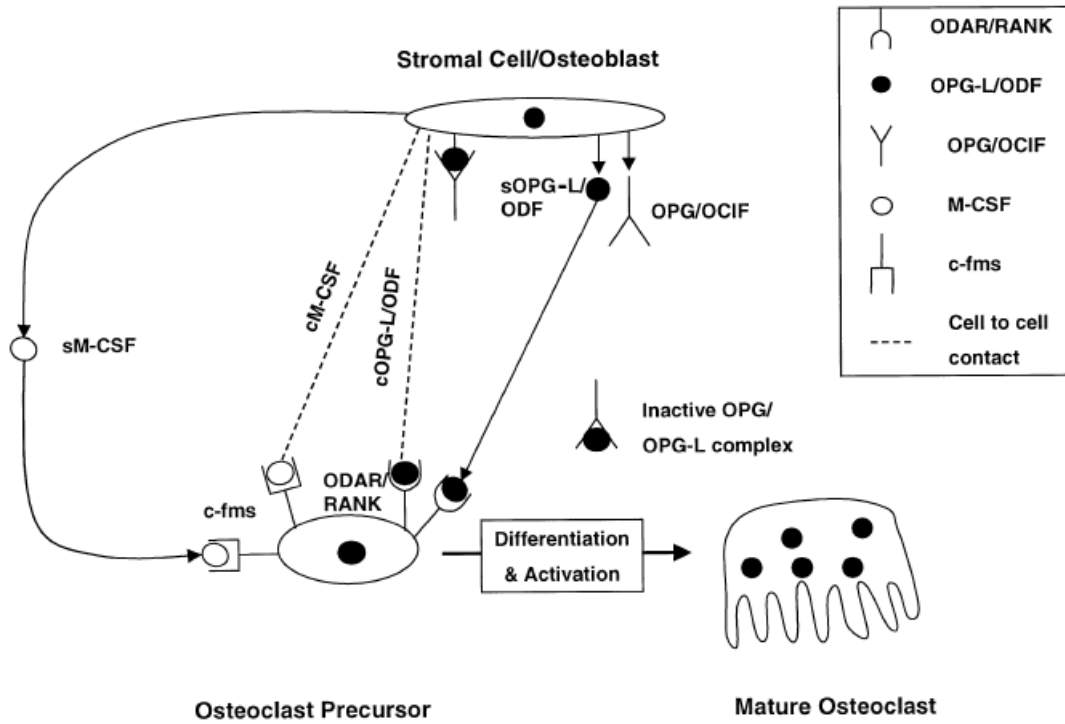 Stromal Cell/Osteoblast
sOPG-L/
ODF
OPG/OCIF
cM-CSF
cOPG-L/ODF
sM-CSF
Inactive OPG/
OPG-L complex
ODAR/
RANK
c-fms
Differentiation
& Activation
Osteoclast Precursor
Mature Osteoclast
ODAR/RANK
OPG-L/ODF
OPG/OCIF
M-CSF
c-fms
Cell to cell
contact